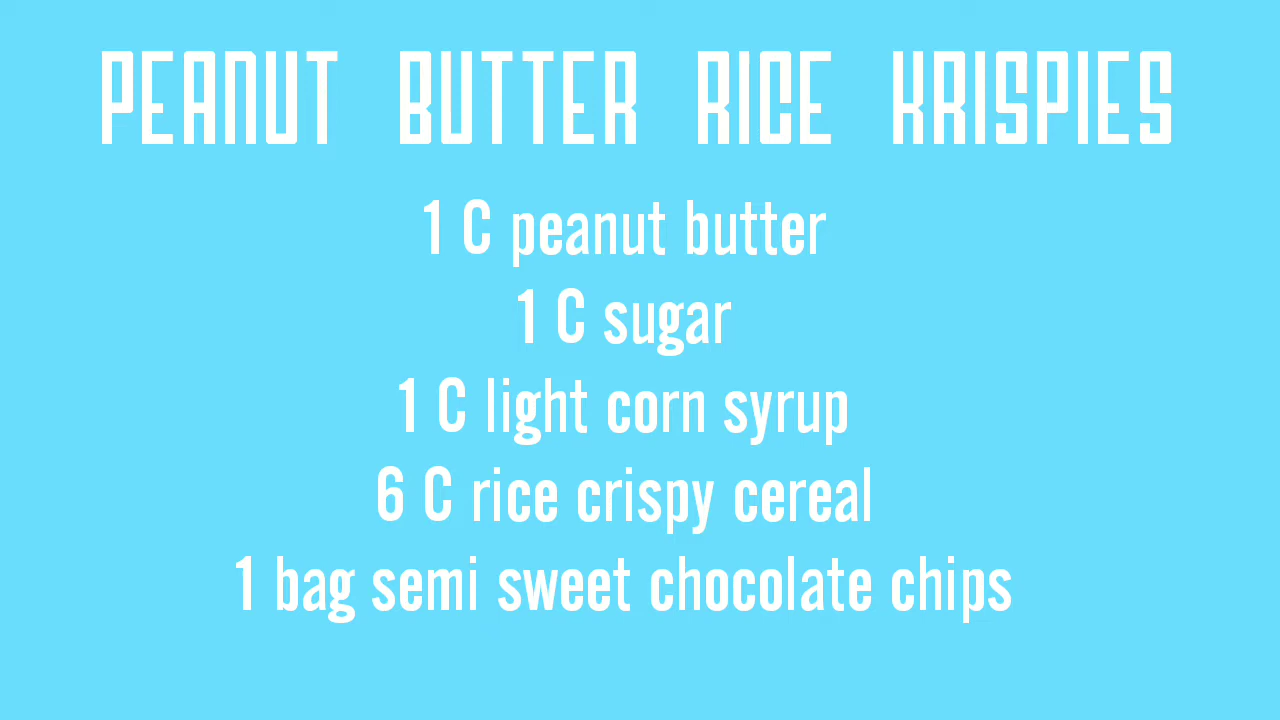 PEANUT BUTTER RICE KRISPIES
1 C peanut butter
1 C sugar
1 C light corn syrup
6 C rice crispy cereal
1 bag semi sweet chocolate chips